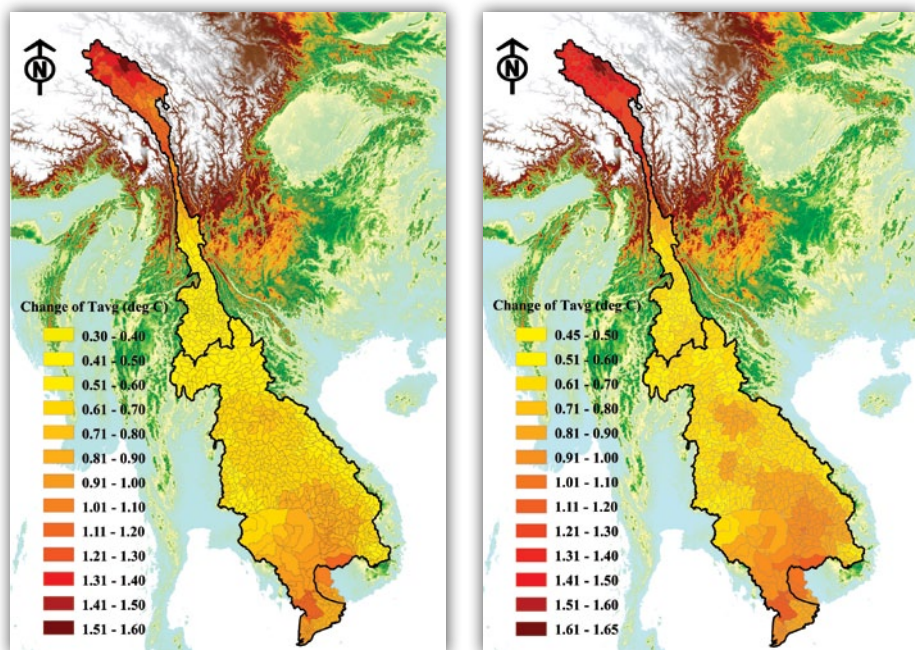 N
Change of Tavg (deg C)
0.30 - 0.40
0.41 - 0.50
0.51 - 0.60
0.61 - 0.70
0.71 - 0.80
0.81 - 0.90
0.91 - 1.00
1.01 - 1.10
1.11 - 1.20
1.21 - 1.30
1.31 - 1.40
1.41 - 1.50
1.51 - 1.60
N
Change of Tavg (deg C)
0.45 - 0.50
0.51 - 0.60
0.61 - 0.70
0.71 - 0.80
0.81 - 0.90
0.91 - 1.00
1.01 - 1.10
1.11 - 1.20
1.21 - 1.30
1.31 - 1.40
1.41 - 1.50
1.51 - 1.60
1.61 - 1.65